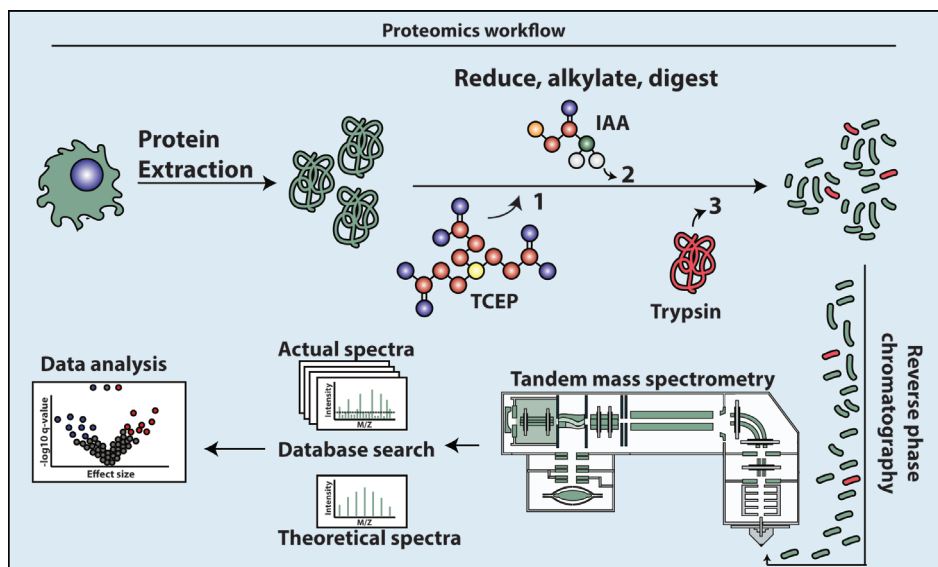 Proteomics workflow
Reduce, alkylate, digest
Protein
Extraction
IAA
2
1
3
TCEP
Trypsin
Reverse phase
chromatography
Tandem mass spectrometry
Actual spectra
Intensity
M/Z
Database search
Intensity
M/Z
Theoretical spectra
Data analysis
-log10 q-value
Effect size